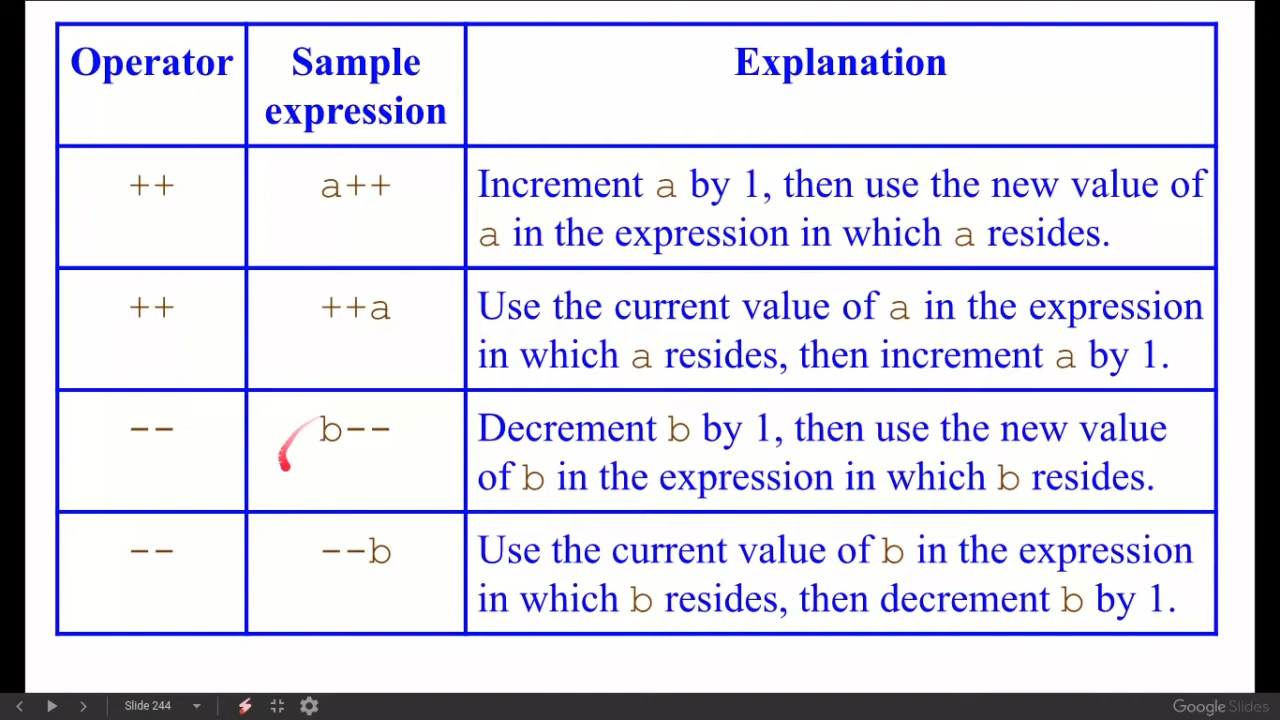 Operator Sample expression Explanation
++ a++ Increment a by 1, then use the new value of
a in the expression in which a resides.
++ ++a Use the current value of a in the expression
in which a resides, then increment a by 1.
-- b-- Decrement b by 1, then use the new value
of b in the expression in which b resides.
-- --b Use the current value of b in the expression
in which b resides, then decrement b by 1.
Slide 244
Google Slides